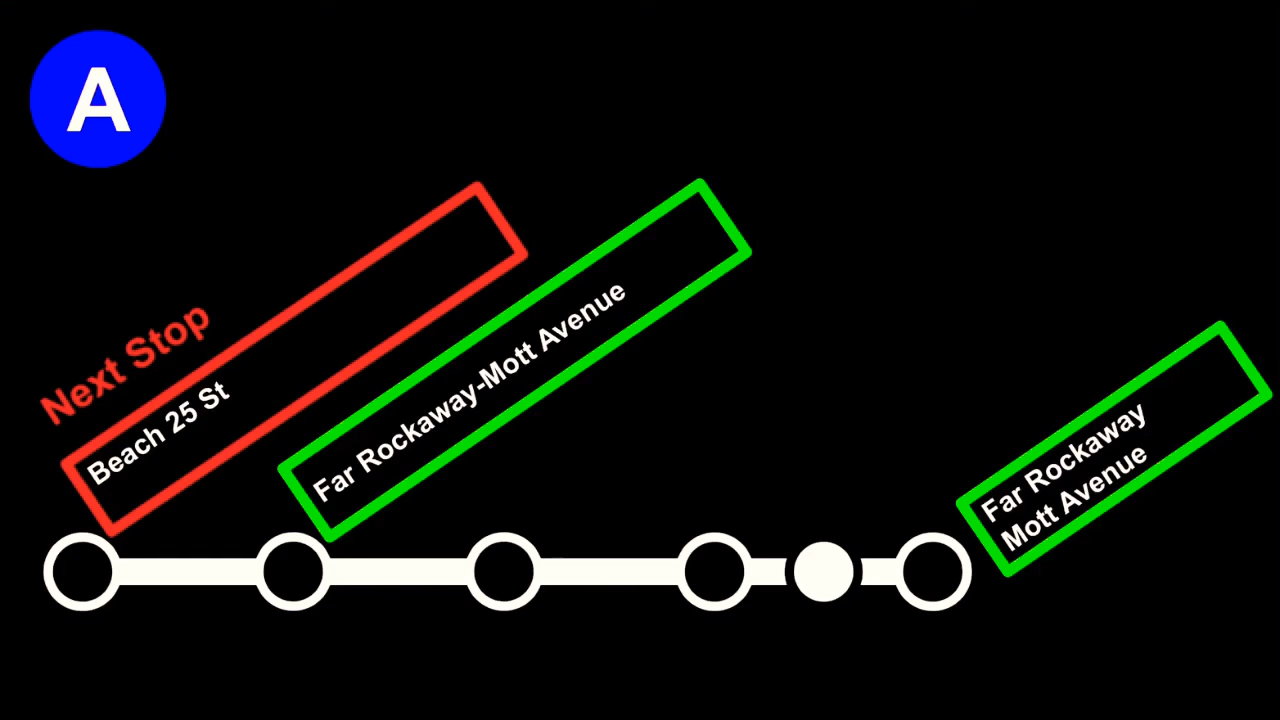 A
Next Stop
Beach 25 St
Far Rockaway-Mott Avenue
Far Rockaway
Mott Avenue